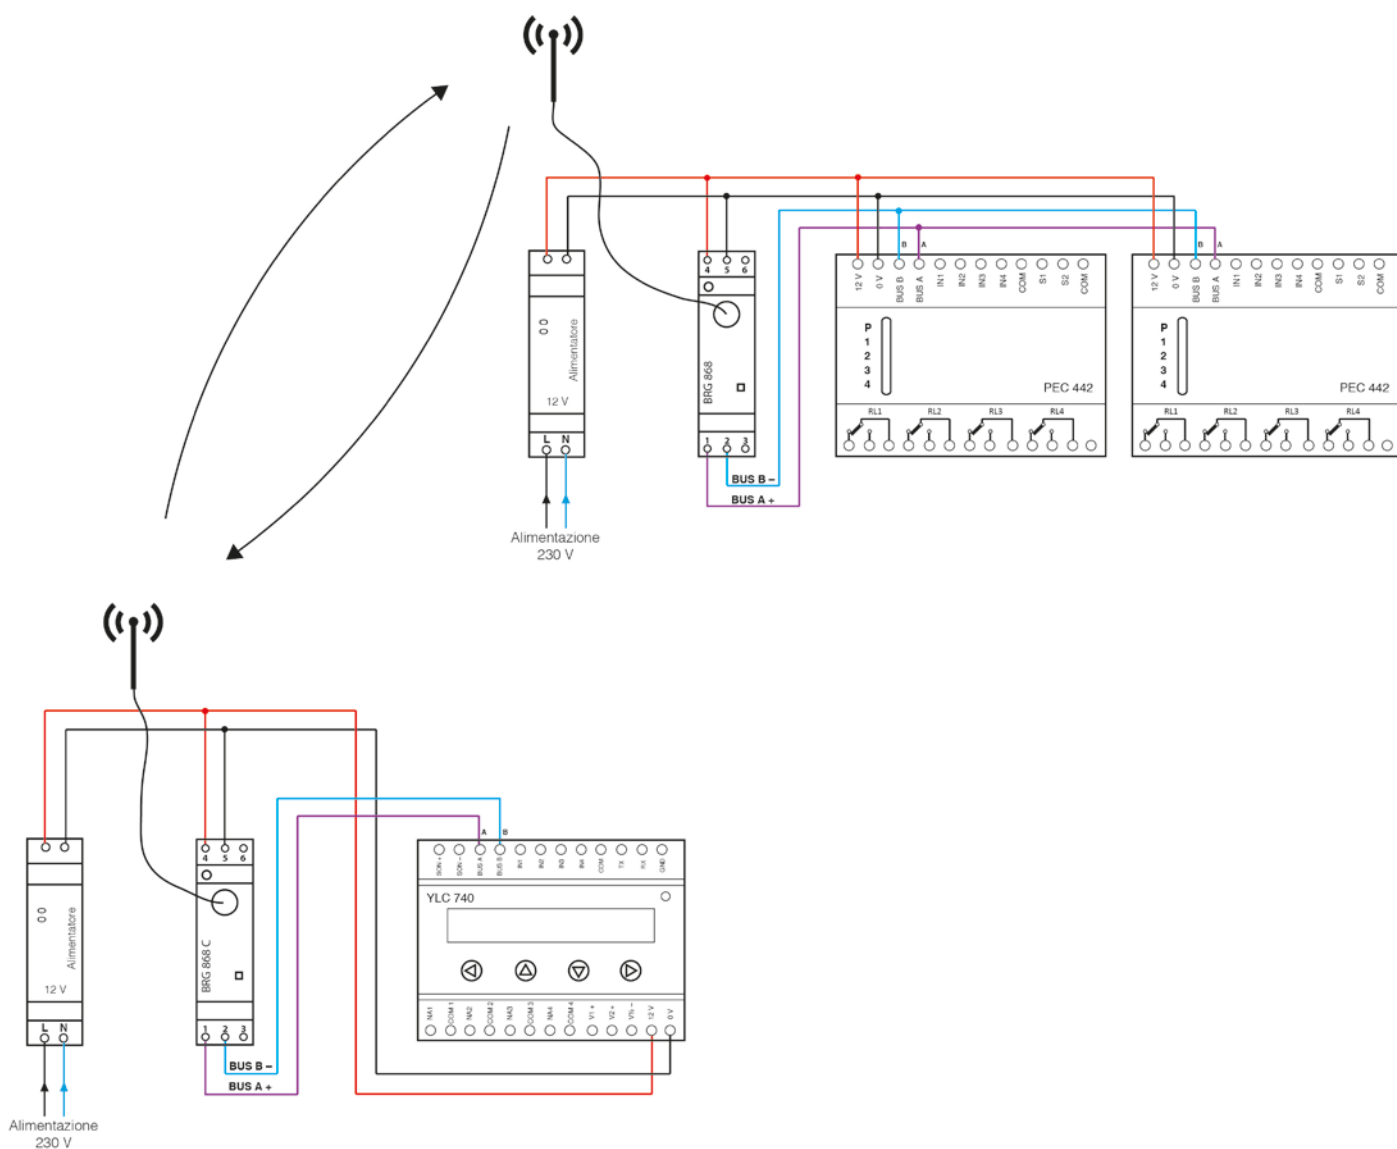 B
A
B
A
4 5 6
12 V
0 V
BUS B
BUS A
IN1
IN2
IN3
IN4
COM
S1
S2
COM
12 V
0 V
BUS B
BUS A
IN1
IN2
IN3
IN4
COM
S1
S2
COM
Alimentatore
12 V
L N
BRG 868
1 2 3
P
1
2
3
4
PEC 442
RL1 RL2 RL3 RL4
P
1
2
3
4
PEC 442
RL1 RL2 RL3 RL4
BUS B –
BUS A +
Alimentazione
230 V
A
B
4 5 6
SON +
SON –
BUS A
BUS B
IN1
IN2
IN3
IN4
COM
TX
RX
GND
Alimentatore
12 V
L N
BRG 868 C
1 2 3
YLC 740
NA1
COM 1
NA2
COM 2
NA3
COM 3
NA4
COM 4
V1 +
V2 +
12 V
0 V
BUS B –
BUS A +
Alimentazione
230 V